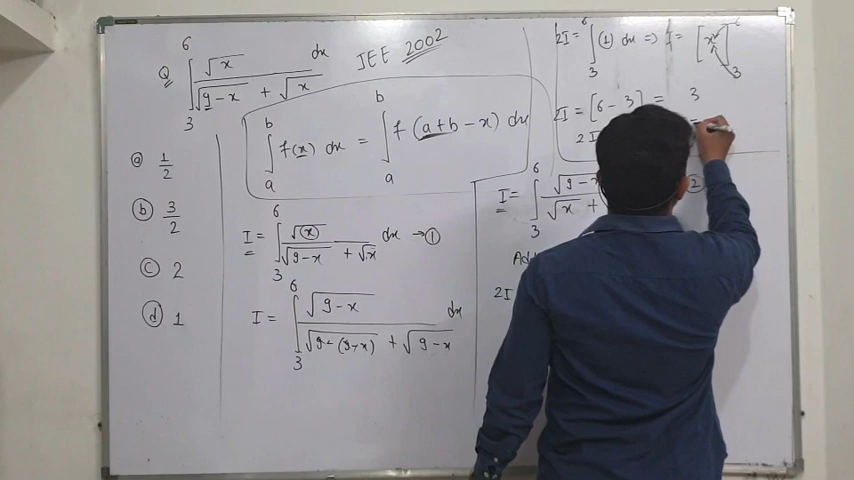 Q ∫₃⁶ √x / (√(9-x) + √x) dx JEE 2002
ⓐ 1/2
ⓑ 3/2
ⓒ 2
ⓓ 1
∫ₐᵇ f(x) dx = ∫ₐᵇ f(a+b-x) dx
I = ∫₃⁶ √(x) / (√(9-x) + √x) dx → ①
I = ∫₃⁶ √(9-x) / (√(9-(9-x)) + √(9-x)) dx
I = ∫₃⁶ √(9-x / √x + ②
2I
2I = ∫₃⁶ (1) dx ⇒ I = [x]₃⁶
2I = [6-3] = 3
2I =